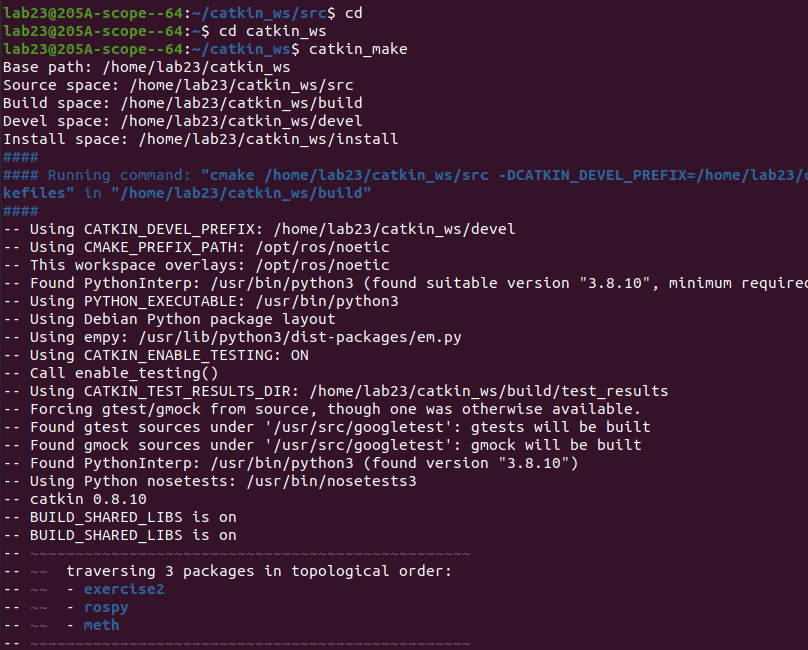 lab23@205A-scope--64:~/catkin_ws/src$ cd
lab23@205A-scope--64:~$ cd catkin_ws
lab23@205A-scope--64:~/catkin_ws$ catkin_make
Base path: /home/lab23/catkin_ws
Source space: /home/lab23/catkin_ws/src
Build space: /home/lab23/catkin_ws/build
Devel space: /home/lab23/catkin_ws/devel
Install space: /home/lab23/catkin_ws/install
####
#### Running command: "cmake /home/lab23/catkin_ws/src -DCATKIN_DEVEL_PREFIX=/home/lab23/c
kefiles" in "/home/lab23/catkin_ws/build"
####
-- Using CATKIN_DEVEL_PREFIX: /home/lab23/catkin_ws/devel
-- Using CMAKE_PREFIX_PATH: /opt/ros/noetic
-- This workspace overlays: /opt/ros/noetic
-- Found PythonInterp: /usr/bin/python3 (found suitable version "3.8.10", minimum required
-- Using PYTHON_EXECUTABLE: /usr/bin/python3
-- Using Debian Python package layout
-- Using empy: /usr/lib/python3/dist-packages/em.py
-- Using CATKIN_ENABLE_TESTING: ON
-- Call enable_testing()
-- Using CATKIN_TEST_RESULTS_DIR: /home/lab23/catkin_ws/build/test_results
-- Forcing gtest/gmock from source, though one was otherwise available.
-- Found gtest sources under '/usr/src/googletest': gtests will be built
-- Found gmock sources under '/usr/src/googletest': gmock will be built
-- Found PythonInterp: /usr/bin/python3 (found version "3.8.10")
-- Using Python nosetests: /usr/bin/nosetests3
-- catkin 0.8.10
-- BUILD_SHARED_LIBS is on
-- BUILD_SHARED_LIBS is on
-- ~~~~~~~~~~~~~~~~~~~~~~~~~~~~~~~~~~~~~~~~~~~~~~~~~
-- ~~  traversing 3 packages in topological order:
-- ~~  - exercise2
-- ~~  - rospy
-- ~~  - meth
-- ~~~~~~~~~~~~~~~~~~~~~~~~~~~~~~~~~~~~~~~~~~~~~~~~~